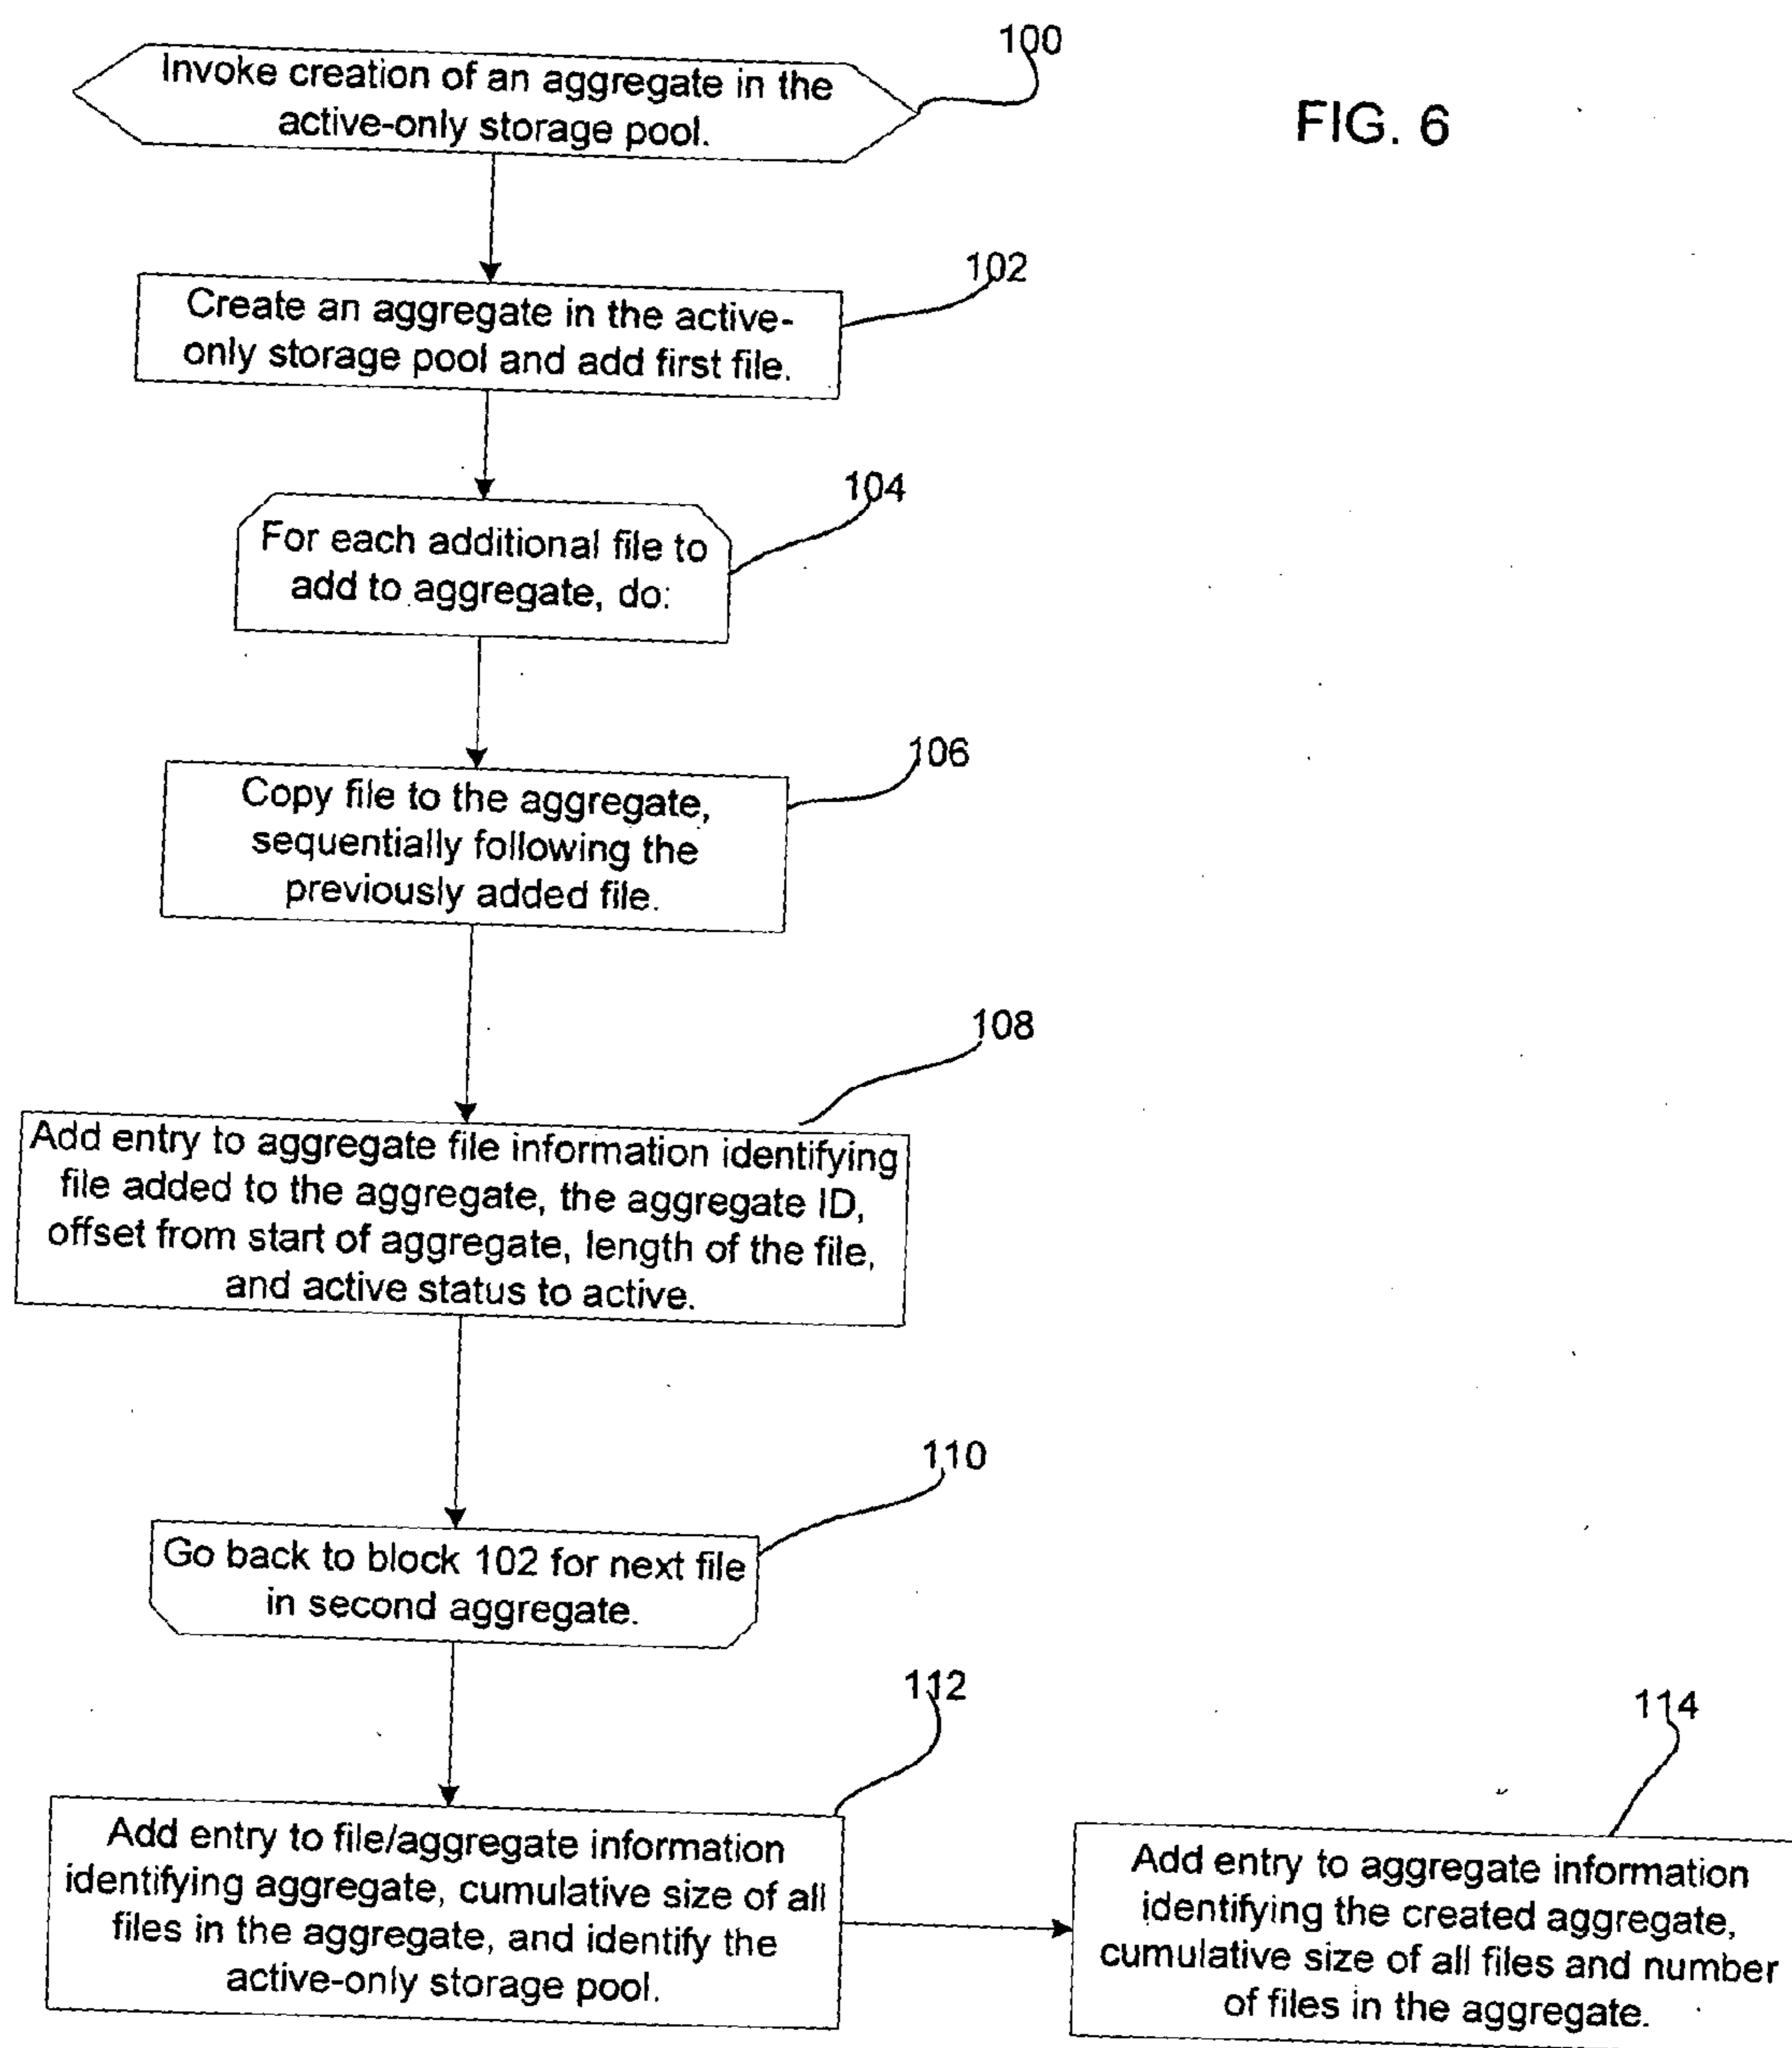 100
Invoke creation of an aggregate in the
active-only storage pool.
FIG. 6
102
Create an aggregate in the active-
only storage pool and add first file.
104
For each additional file to
add to aggregate, do:
106
Copy file to the aggregate,
sequentially following the
previously added file.
108
Add entry to aggregate file information identifying
file added to the aggregate, the aggregate ID,
offset from start of aggregate, length of the file,
and active status to active.
110
Go back to block 102 for next file
in second aggregate.
112
Add entry to file/aggregate information
identifying aggregate, cumulative size of all
files in the aggregate, and identify the
active-only storage pool.
114
Add entry to aggregate information
identifying the created aggregate,
cumulative size of all files and number
of files in the aggregate.